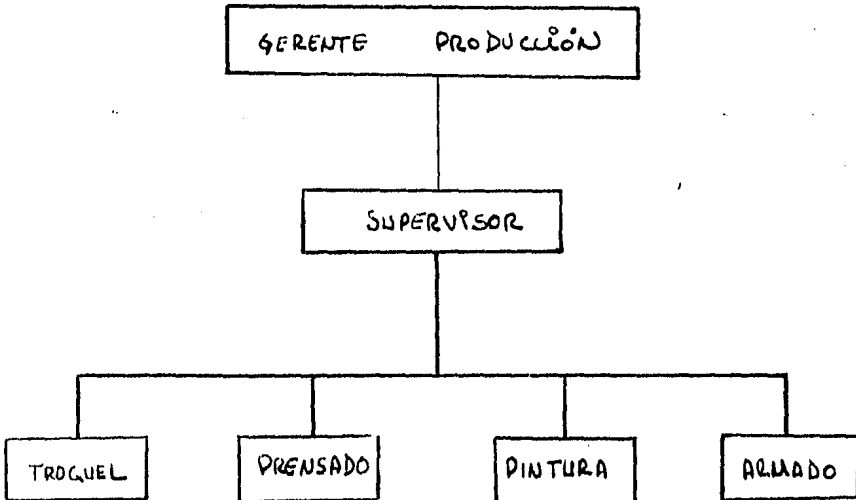 GERENTE PRODUCCIÓN
SUPERVISOR
TROQUEL PRENSADO PINTURA ARMADO